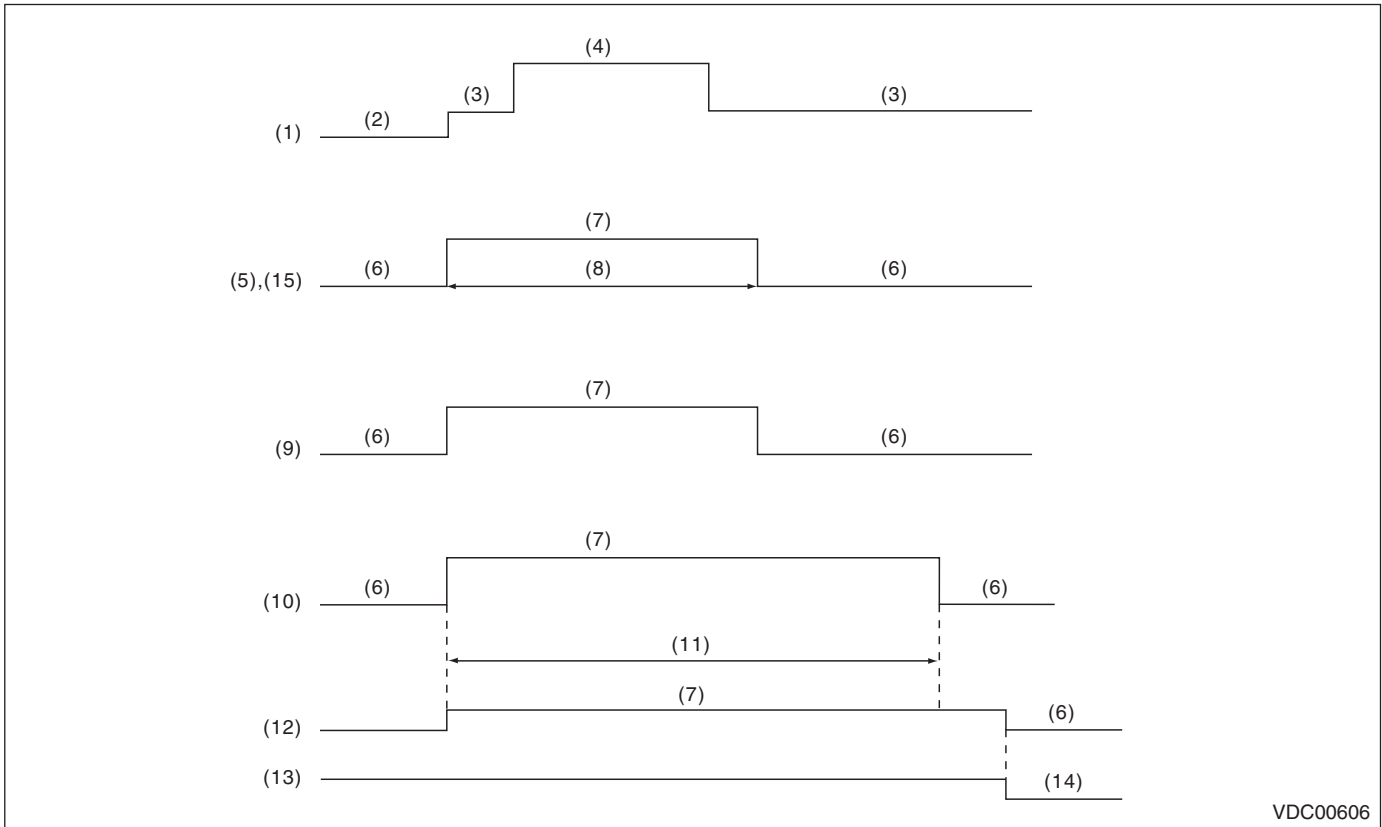 (4)
(3) (3)
(1) (2)
(7)
(5),(15) (6) (8) (6)
(7)
(9) (6) (6)
(7)
(10) (6) (6)
(11)
(7)
(12) (6)
(13) (14)
VDC00606